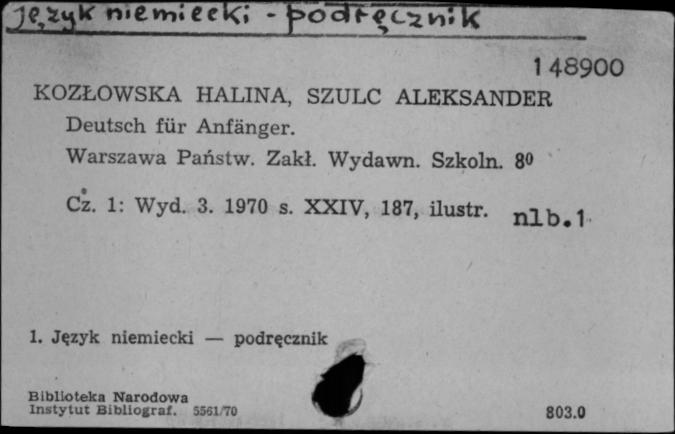 język niemiecki - podręcznik
148900
KOZŁOWSKA HALINA, SZULC ALEKSANDER
Deutsch für Anfänger.
Warszawa Państw. Zakł. Wydawn. Szkoln. 8⁰
Cz. 1: Wyd. 3. 1970 s. XXIV, 187, ilustr. nlb.1.
1. Język niemiecki — podręcznik
Biblioteka Narodowa
Instytut Bibliograf. 5561/70
803.0